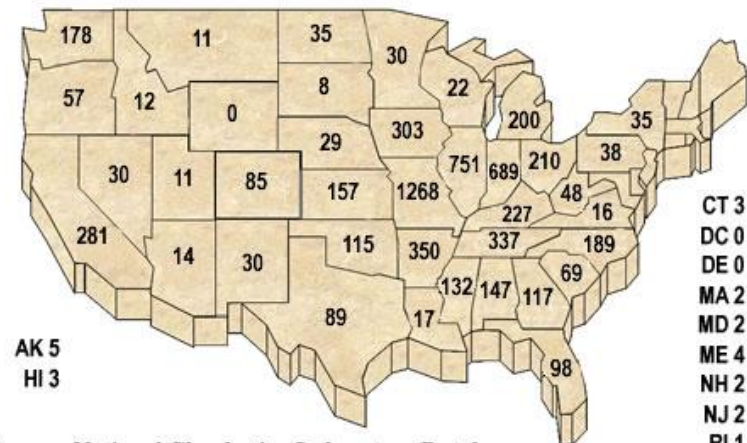 178 11 35 30
57 12 0 8 22 200 35
303 38
30 11 85 29 751 689 210
281 157 1268 48 16
227
14 30 115 350 337 189
132 147 117 69
89 17
98
AK 5
HI 3
CT 3
DC 0
DE 0
MA 2
MD 2
ME 4
NH 2
NJ 2